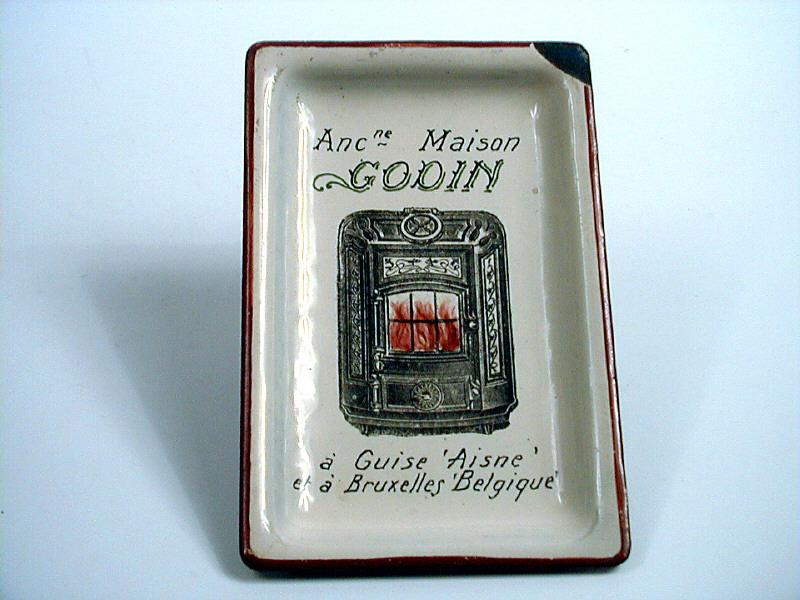 Ancⁿᵉ Maison
GODIN
à Guise 'Aisne'
et à Bruxelles 'Belgique'